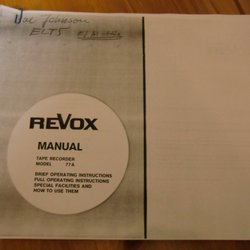 Johnson
ELT5
REVOX
MANUAL
TAPE RECORDER
MODEL 77A
BRIEF OPERATING INSTRUCTIONS
FULL OPERATING INSTRUCTIONS
SPECIAL FACILITIES AND
HOW TO USE THEM